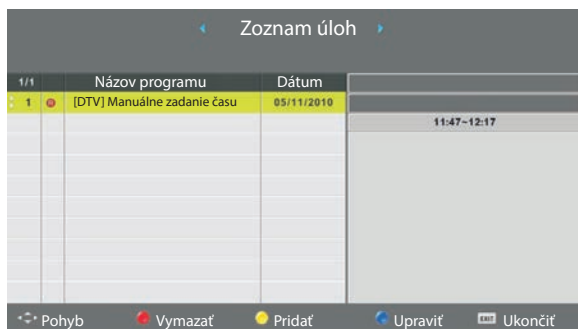 Zoznam úloh
1/1 Názov programu Dátum
1 [DTV] Manuálne zadanie času 05/11/2010
11:47~12:17
Pohyb Vymazať Pridať Upraviť EXIT Ukončiť